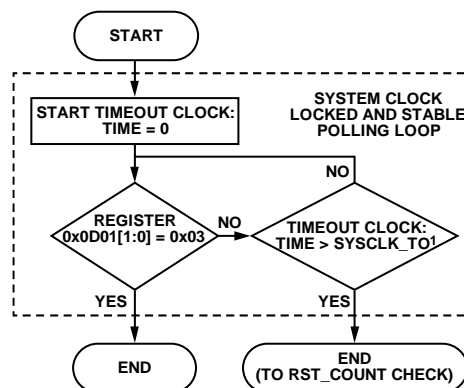 START
START TIMEOUT CLOCK:
TIME = 0
SYSTEM CLOCK
LOCKED AND STABLE
POLLING LOOP
NO
REGISTER
0x0D01[1:0] = 0x03
NO
TIMEOUT CLOCK:
TIME > SYSCLK_TO¹
YES
YES
END
END
(TO RST_COUNT CHECK)